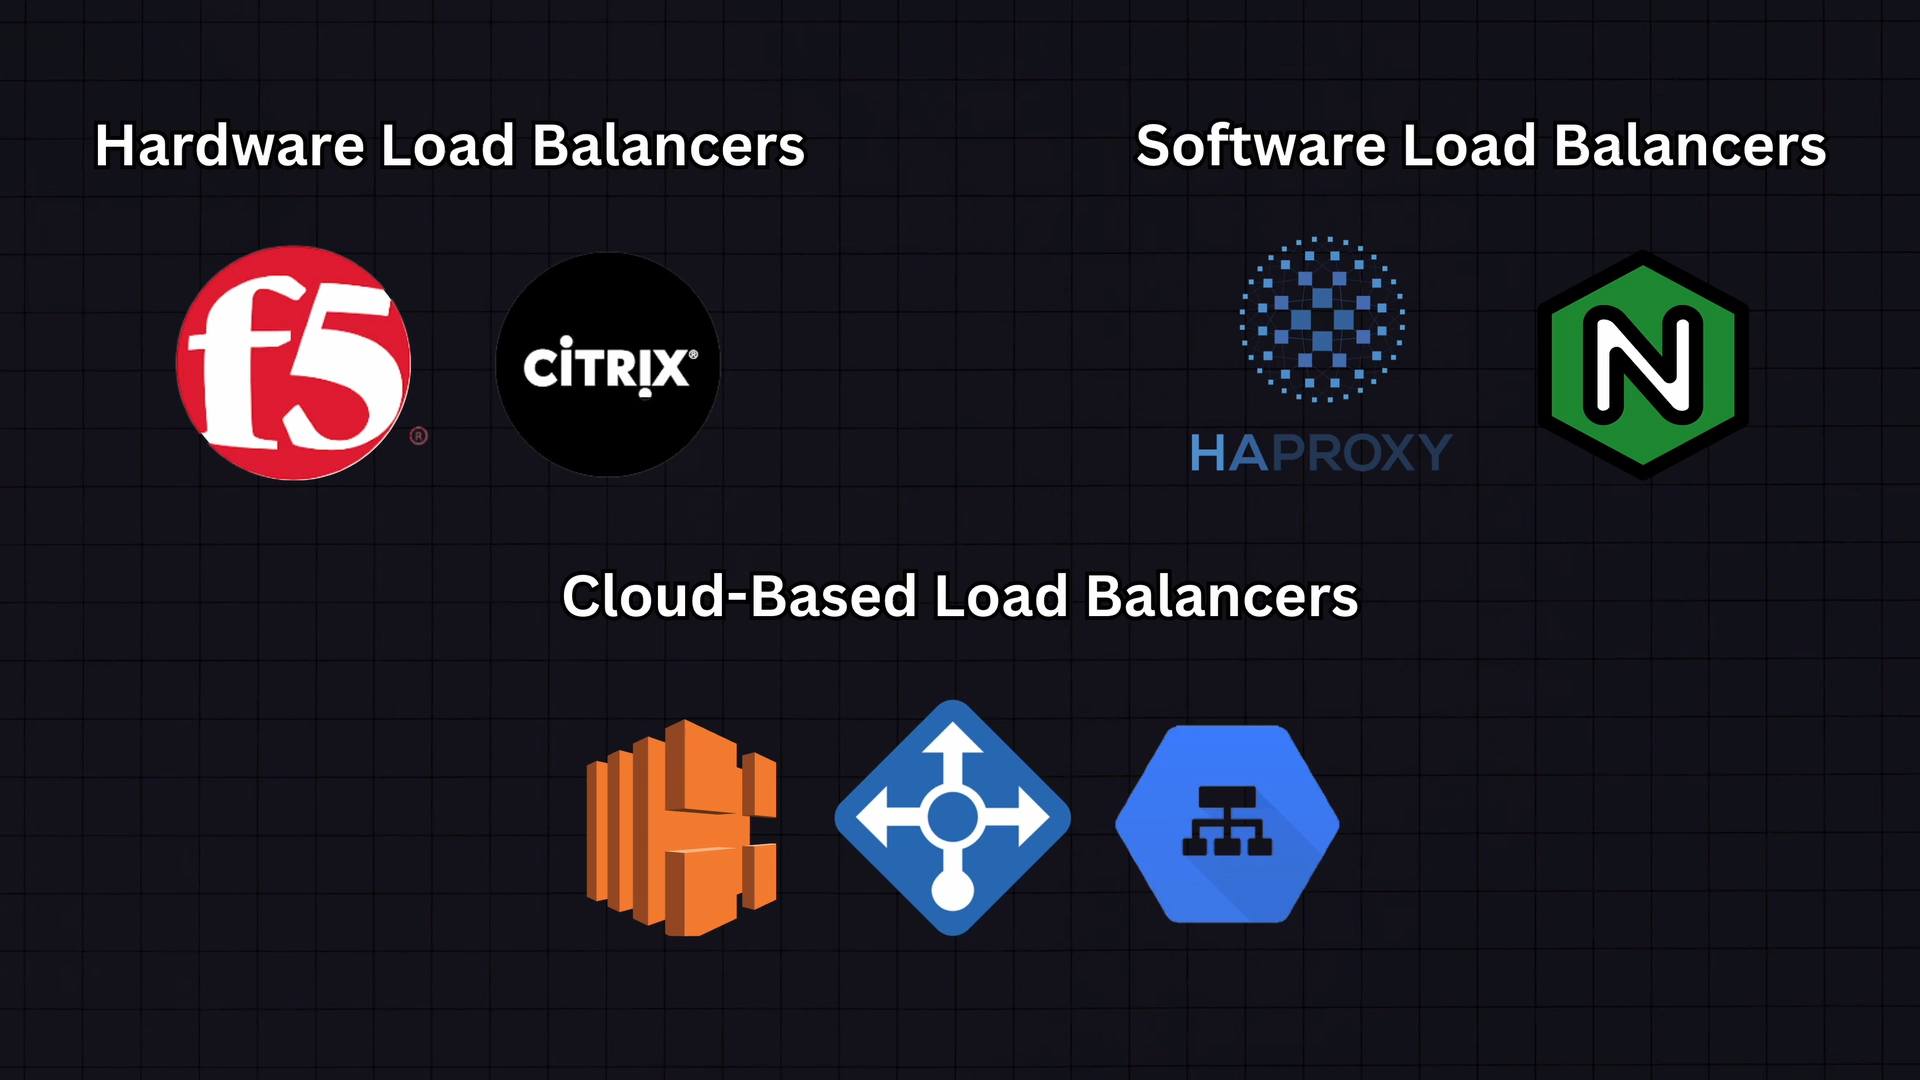 Hardware Load Balancers
Software Load Balancers
f5®
CITRIX®
HAPROXY
N
Cloud-Based Load Balancers